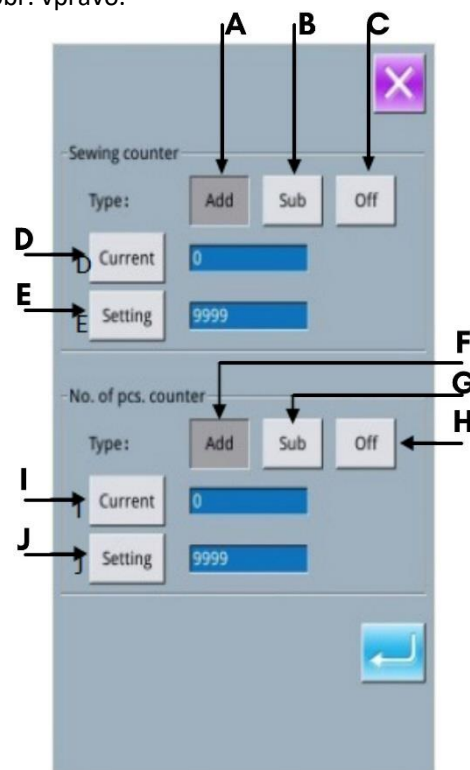 obr. vpravo.
A B C
Sewing counter
Type: Add Sub Off
D D Current 0
E E Setting 9999
F
G
No. of pcs. counter
Type: Add Sub Off H
I I Current 0
J J Setting 9999